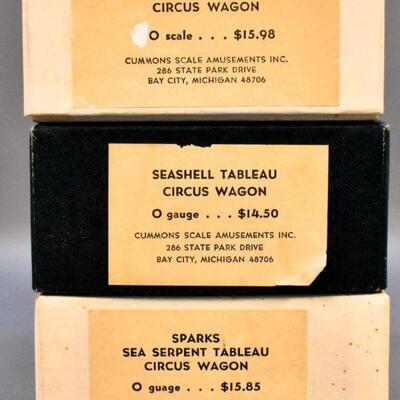 CIRCUS WAGON
O scale . . . $15.98
CUMMONS SCALE AMUSEMENTS INC.
286 STATE PARK DRIVE
BAY CITY, MICHIGAN 48706
SEASHELL TABLEAU
CIRCUS WAGON
O gauge . . . $14.50
CUMMONS SCALE AMUSEMENTS INC.
286 STATE PARK DRIVE
BAY CITY, MICHIGAN 48706
SPARKS
SEA SERPENT TABLEAU
CIRCUS WAGON
O guage . . . $15.85